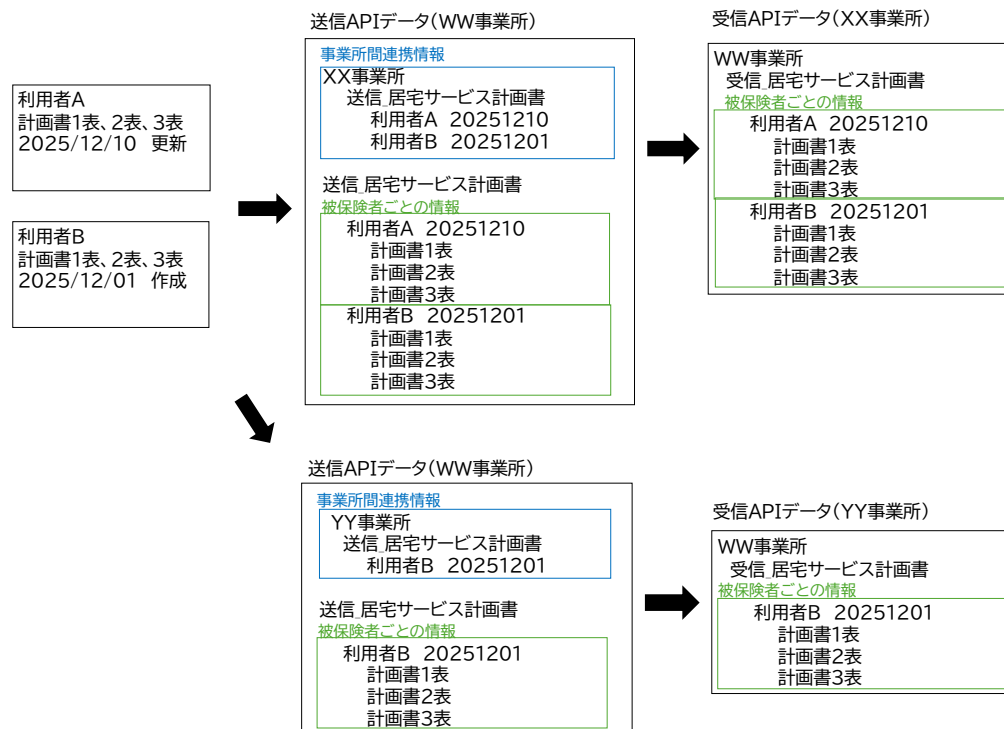 利用者A
計画書1表、2表、3表
2025/12/10 更新
利用者B
計画書1表、2表、3表
2025/12/01 作成
送信APIデータ(WW事業所)
事業所間連携情報
XX事業所
送信_居宅サービス計画書
利用者A 20251210
利用者B 20251201
送信_居宅サービス計画書
被保険者ごとの情報
利用者A 20251210
計画書1表
計画書2表
計画書3表
利用者B 20251201
計画書1表
計画書2表
計画書3表
受信APIデータ(XX事業所)
WW事業所
受信_居宅サービス計画書
被保険者ごとの情報
利用者A 20251210
計画書1表
計画書2表
計画書3表
利用者B 20251201
計画書1表
計画書2表
計画書3表
送信APIデータ(WW事業所)
事業所間連携情報
YY事業所
送信_居宅サービス計画書
利用者B 20251201
送信_居宅サービス計画書
被保険者ごとの情報
利用者B 20251201
計画書1表
計画書2表
計画書3表
受信APIデータ(YY事業所)
WW事業所
受信_居宅サービス計画書
被保険者ごとの情報
利用者B 20251201
計画書1表
計画書2表
計画書3表